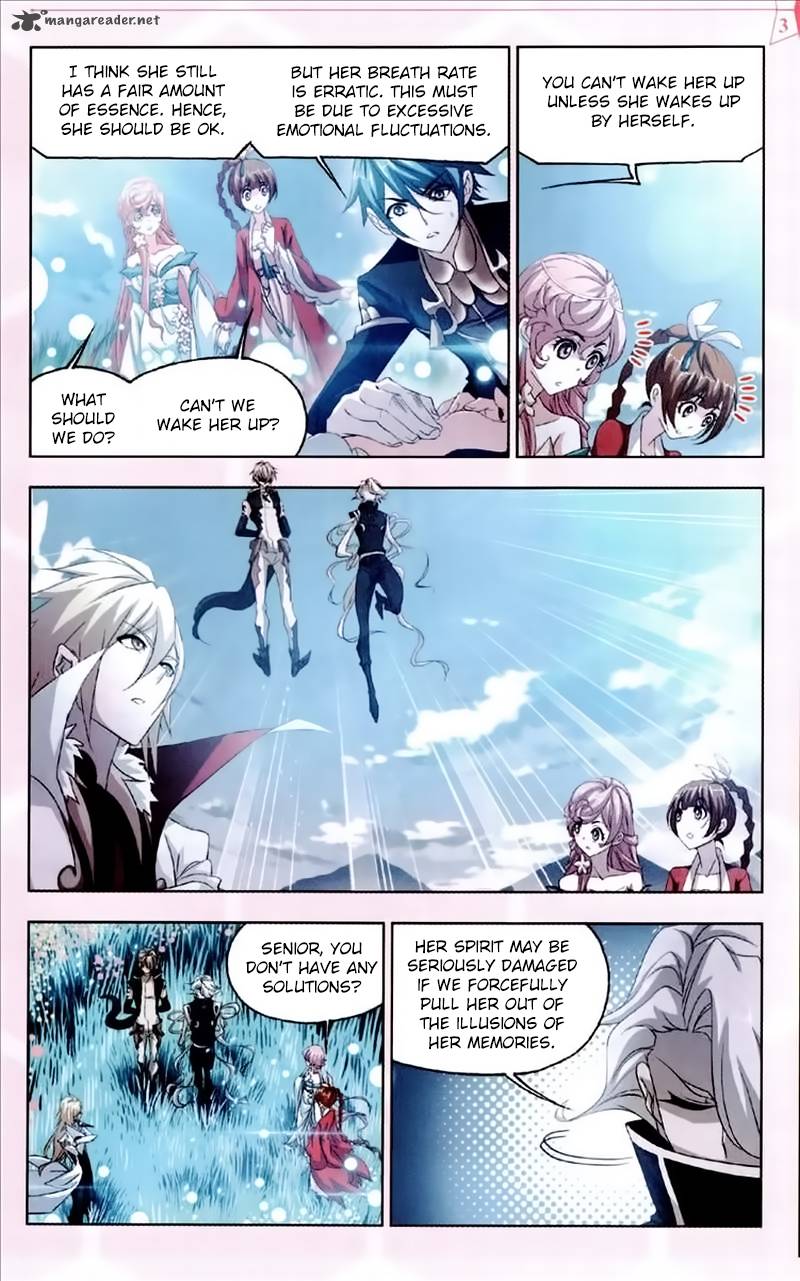 mangareader.net
3
I THINK SHE STILL
HAS A FAIR AMOUNT
OF ESSENCE. HENCE,
SHE SHOULD BE OK.
BUT HER BREATH RATE
IS ERRATIC. THIS MUST
BE DUE TO EXCESSIVE
EMOTIONAL FLUCTUATIONS.
WHAT
SHOULD
WE DO?
CAN'T WE
WAKE HER UP?
YOU CAN'T WAKE HER UP
UNLESS SHE WAKES UP
BY HERSELF.
SENIOR, YOU
DON'T HAVE ANY
SOLUTIONS?
HER SPIRIT MAY BE
SERIOUSLY DAMAGED
IF WE FORCEFULLY
PULL HER OUT OF
THE ILLUSIONS OF
HER MEMORIES.